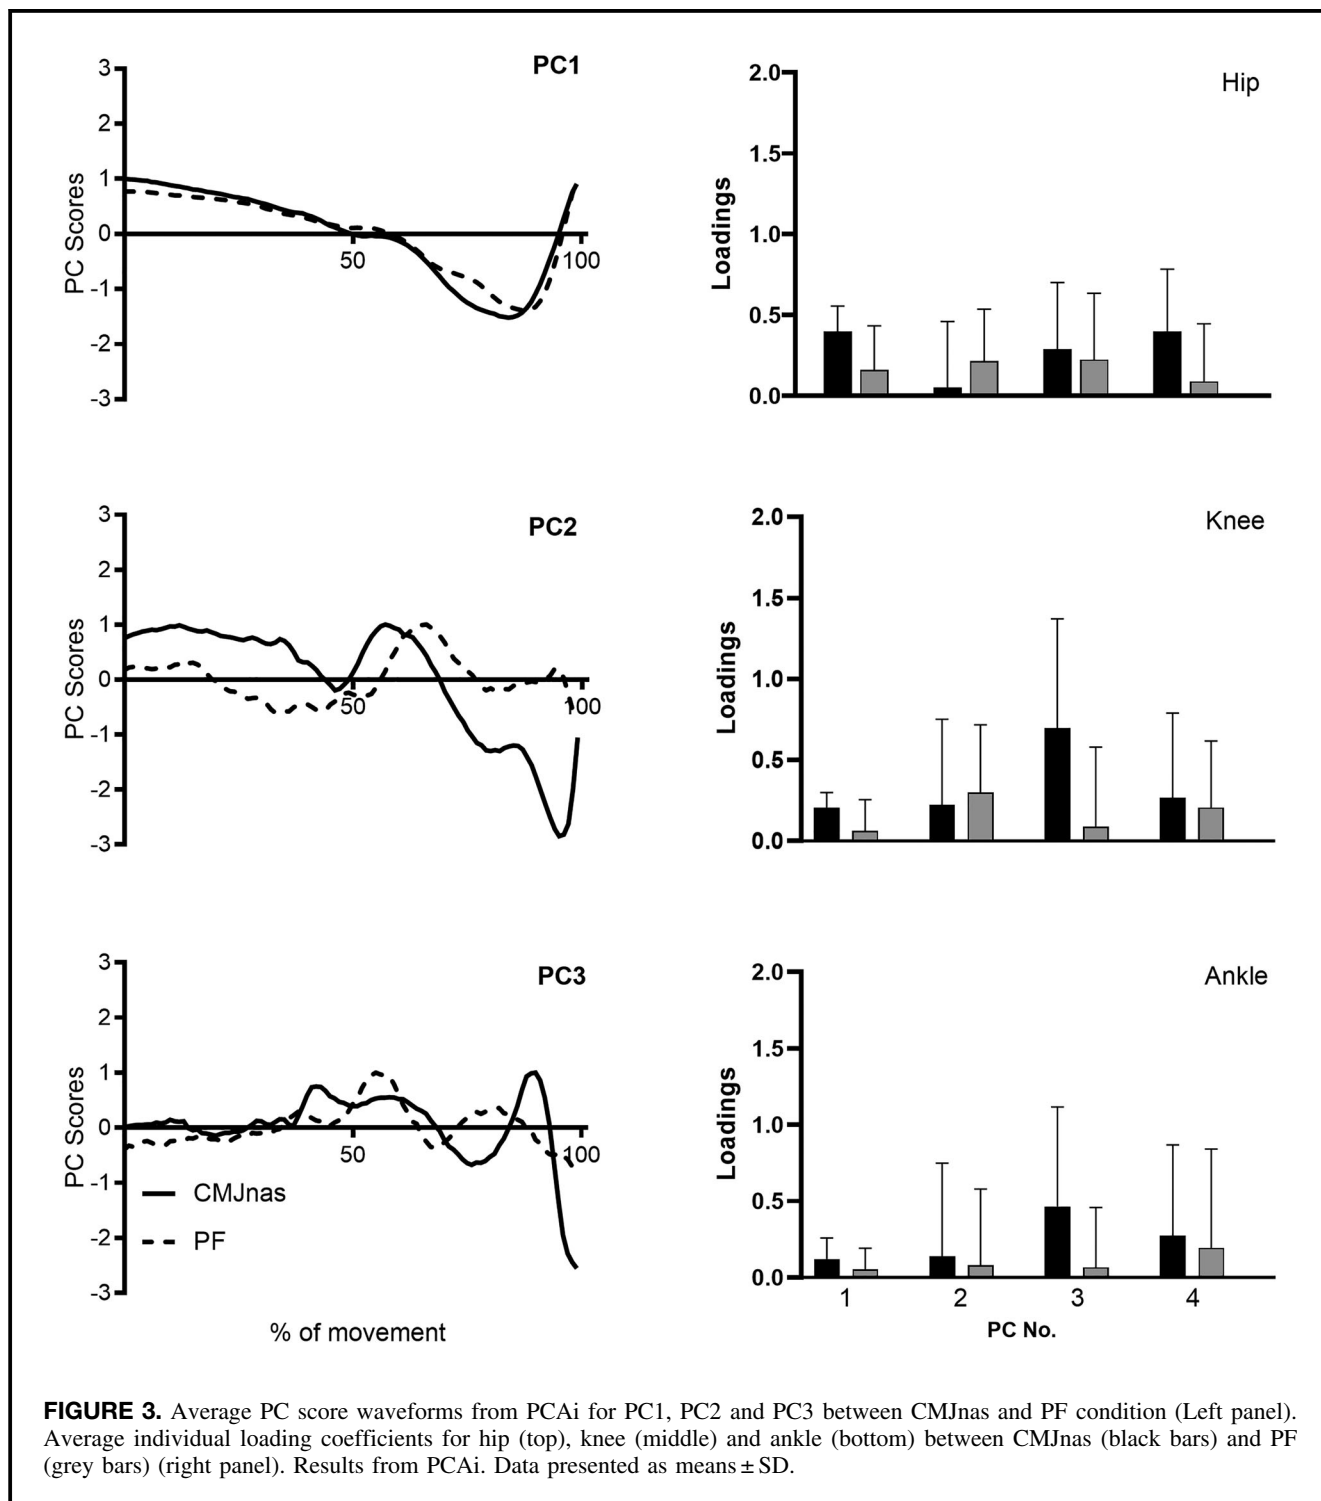 PC1
3
2
1
0
-1
-2
-3
PC Scores
50
100
Hip
2.0
1.5
1.0
0.5
0.0
Loadings
PC2
3
2
1
0
-1
-2
-3
PC Scores
50
100
Knee
2.0
1.5
1.0
0.5
0.0
Loadings
PC3
3
2
1
0
-1
-2
-3
PC Scores
50
100
CMJnas
PF
% of movement
Ankle
2.0
1.5
1.0
0.5
0.0
Loadings
1 2 3 4
PC No.
FIGURE 3. Average PC score waveforms from PCAi for PC1, PC2 and PC3 between CMJnas and PF condition (Left panel).
Average individual loading coefficients for hip (top), knee (middle) and ankle (bottom) between CMJnas (black bars) and PF
(grey bars) (right panel). Results from PCAi. Data presented as means ± SD.